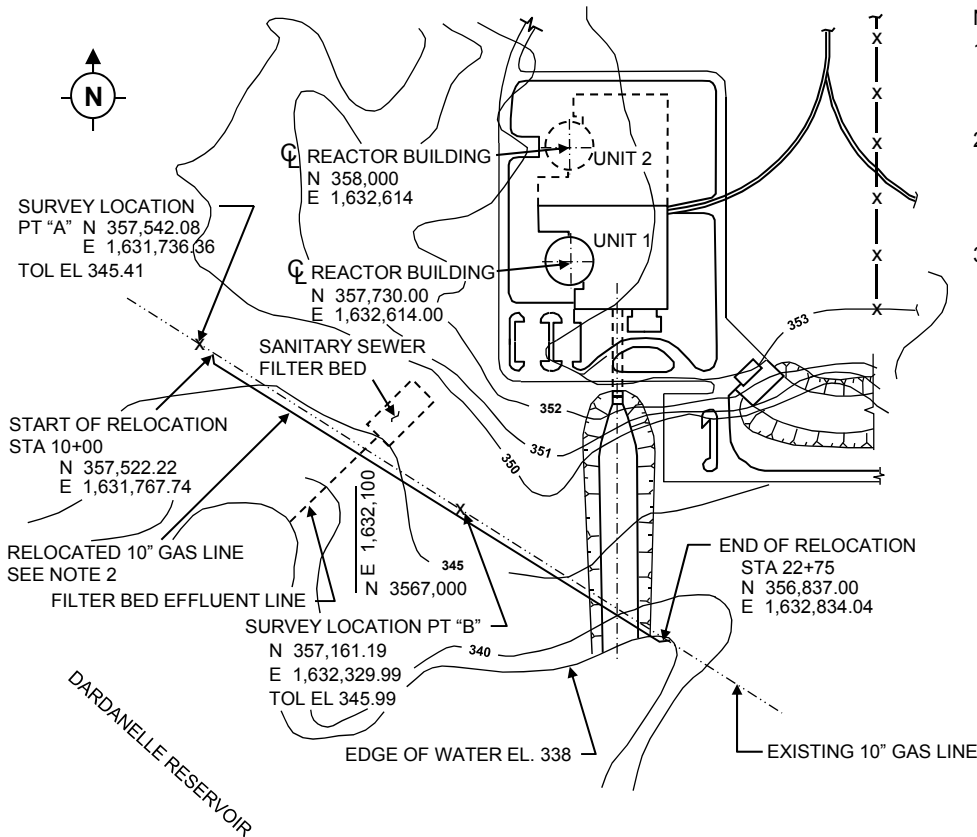 N
1
2
3
N
℄ REACTOR BUILDING
N 358,000
E 1,632,614
UNIT 2
SURVEY LOCATION
PT “A” N 357,542.08
E 1,631,736.36
TOL EL 345.41
℄ REACTOR BUILDING
N 357,730.00
E 1,632,614.00
UNIT 1
SANITARY SEWER
FILTER BED
353
352
351
350
START OF RELOCATION
STA 10+00
N 357,522.22
E 1,631,767.74
E 1,632,100
N 3567,000
345
RELOCATED 10” GAS LINE
SEE NOTE 2
FILTER BED EFFLUENT LINE
END OF RELOCATION
STA 22+75
N 356,837.00
E 1,632,834.04
SURVEY LOCATION PT “B”
N 357,161.19
E 1,632,329.99
TOL EL 345.99
340
DARDANELLE RESERVOIR
EDGE OF WATER EL. 338
EXISTING 10” GAS LINE